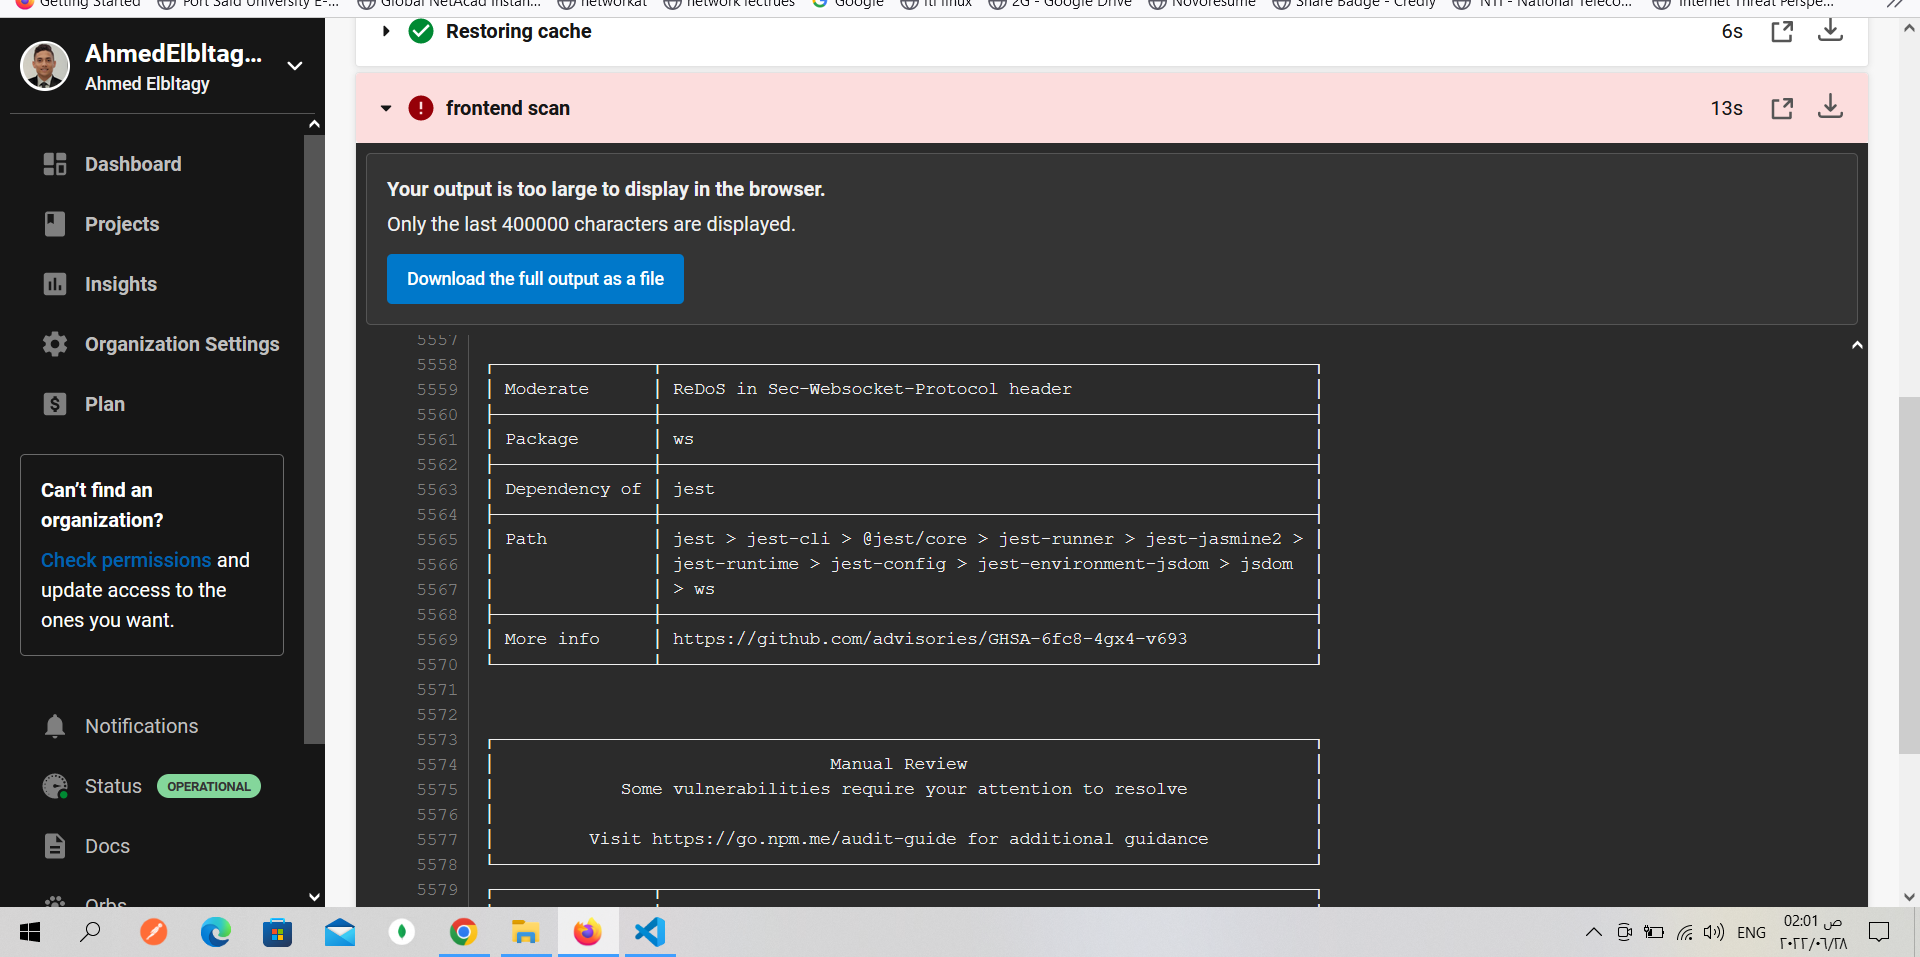 Getting Started
Port Said University E-...
Global NetAcad Instan...
networkat
network lectrues
Google
iti linux
2G - Google Drive
Novoresume
Share Badge - Credly
NTI - National Teleco...
Internet Threat Perspe...
AhmedElbltag...
Ahmed Elbltagy
Dashboard
Projects
Insights
Organization Settings
Plan
Can't find an
organization?
Check permissions and
update access to the
ones you want.
Notifications
Status OPERATIONAL
Docs
Orbs
Restoring cache 6s
frontend scan 13s
Your output is too large to display in the browser.
Only the last 400000 characters are displayed.
Download the full output as a file
5557
5558
5559 Moderate ReDoS in Sec-Websocket-Protocol header
5560
5561 Package ws
5562
5563 Dependency of jest
5564
5565 Path jest > jest-cli > @jest/core > jest-runner > jest-jasmine2 >
5566 jest-runtime > jest-config > jest-environment-jsdom > jsdom
5567 > ws
5568
5569 More info https://github.com/advisories/GHSA-6fc8-4gx4-v693
5570
5571
5572
5573
5574 Manual Review
5575 Some vulnerabilities require your attention to resolve
5576
5577 Visit https://go.npm.me/audit-guide for additional guidance
5578
5579
ENG
02:01 ص
٢٠٢٢/٠٦/٢٨